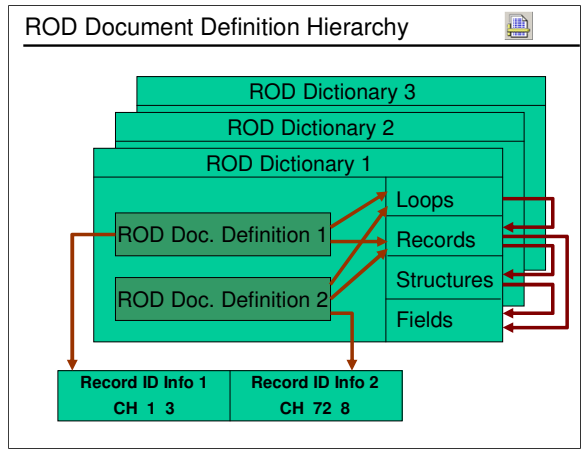 ROD Document Definition Hierarchy
ROD Dictionary 3
ROD Dictionary 2
ROD Dictionary 1
Loops
ROD Doc. Definition 1
Records
Structures
ROD Doc. Definition 2
Fields
Record ID Info 1
CH 1 3
Record ID Info 2
CH 72 8